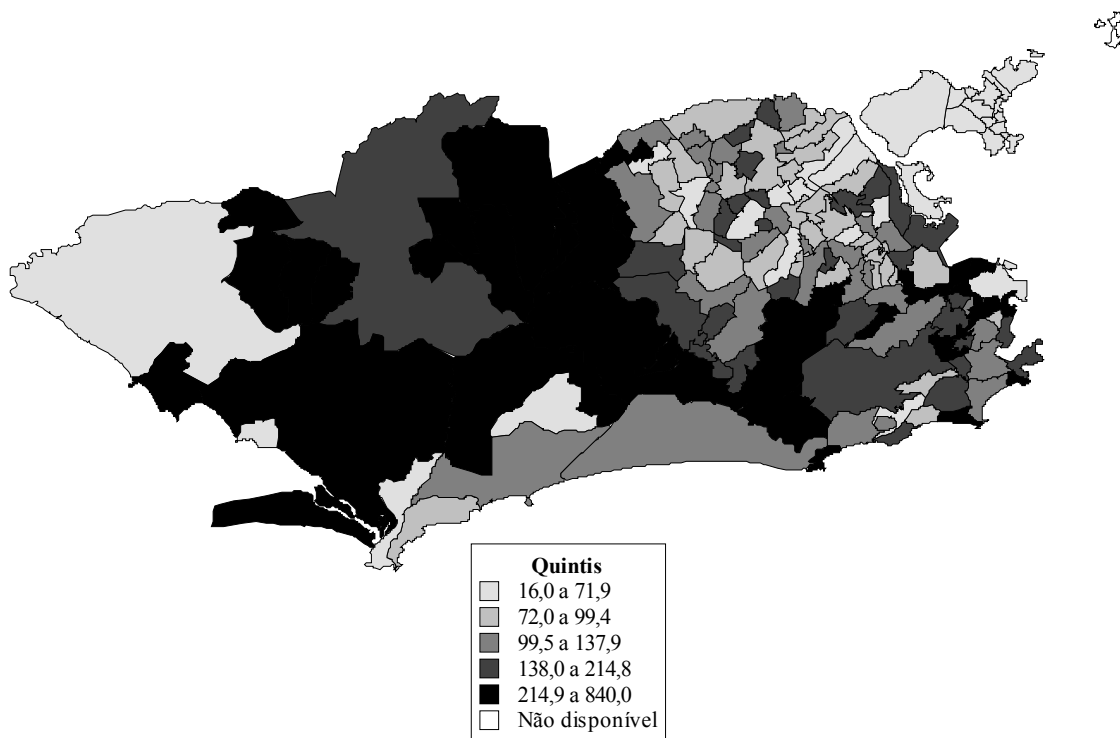 Quintis
16,0 a 71,9
72,0 a 99,4
99,5 a 137,9
138,0 a 214,8
214,9 a 840,0
Não disponível